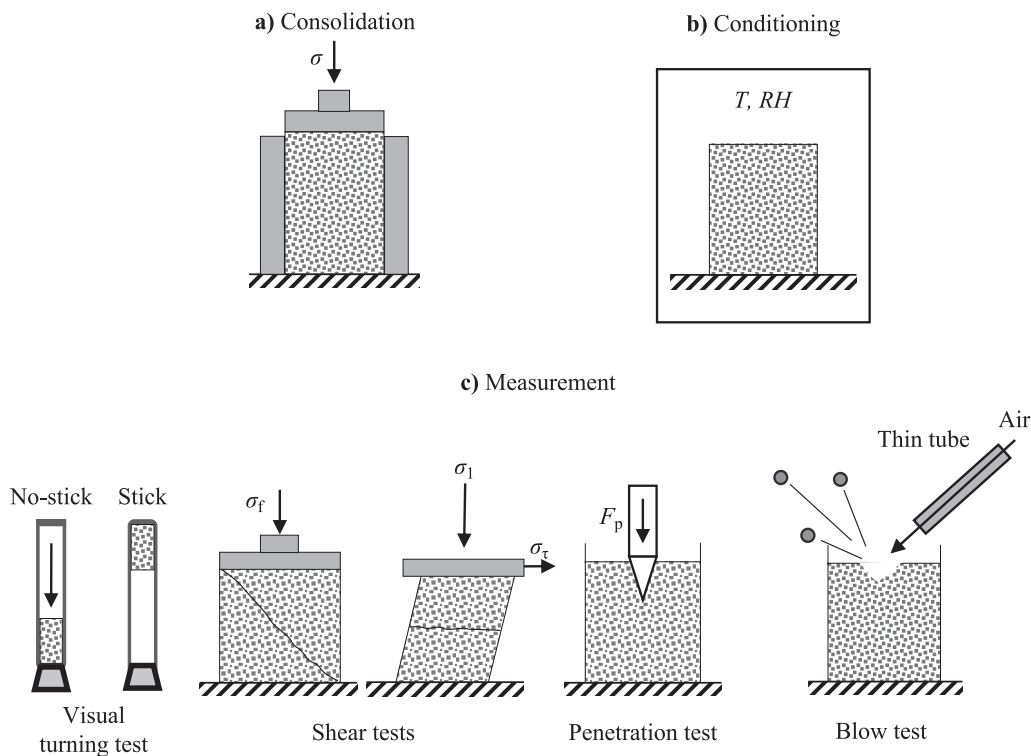 a) Consolidation
σ
b) Conditioning
T, RH
c) Measurement
No-stick
Stick
Visual
turning test
σf
σ1
στ
Shear tests
Fp
Penetration test
Thin tube
Air
Blow test